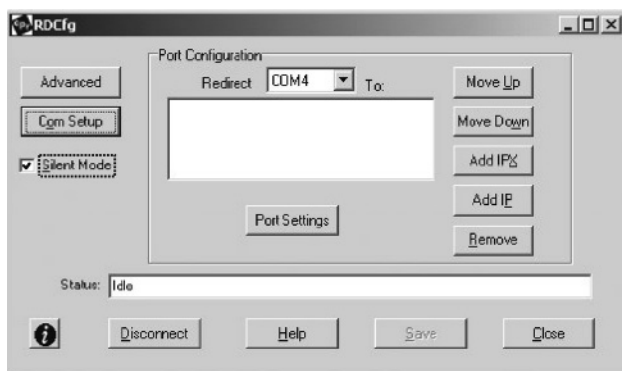 RDCfg
Port Configuration
Advanced
Redirect COM4 To:
Move Up
Com Setup
Move Down
Silent Mode
Add IPX
Add IP
Port Settings
Remove
Status: Idle
Disconnect Help Save Close